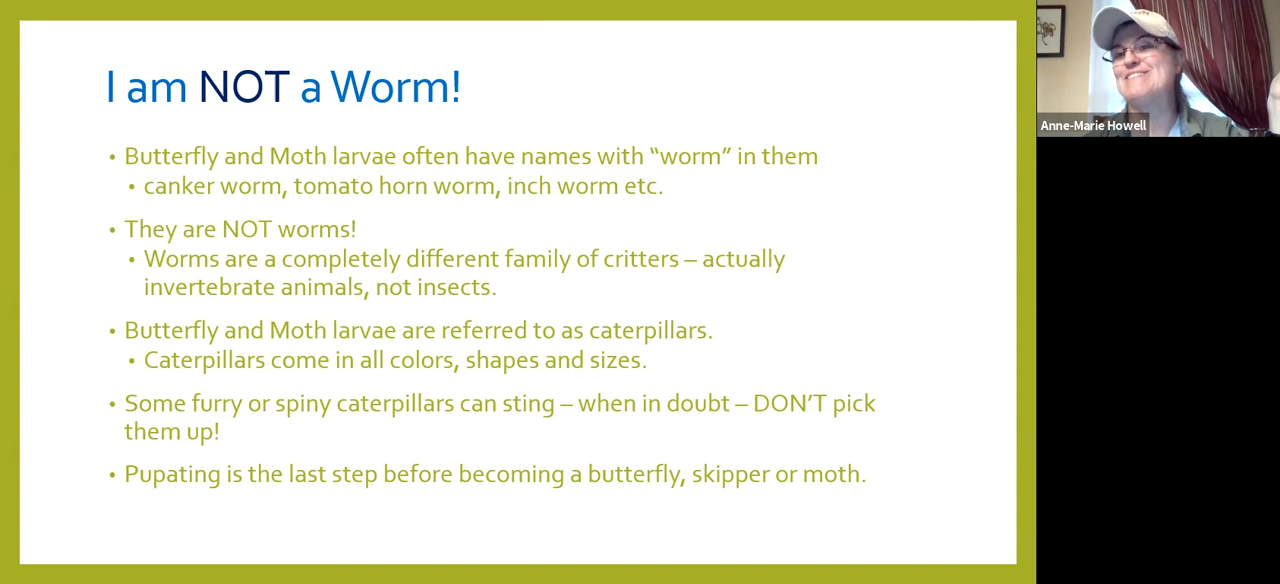 I am NOT a Worm!
• Butterfly and Moth larvae often have names with “worm” in them
• canker worm, tomato horn worm, inch worm etc.
• They are NOT worms!
• Worms are a completely different family of critters – actually
invertebrate animals, not insects.
• Butterfly and Moth larvae are referred to as caterpillars.
• Caterpillars come in all colors, shapes and sizes.
• Some furry or spiny caterpillars can sting – when in doubt – DON’T pick
them up!
• Pupating is the last step before becoming a butterfly, skipper or moth.
Anne-Marie Howell